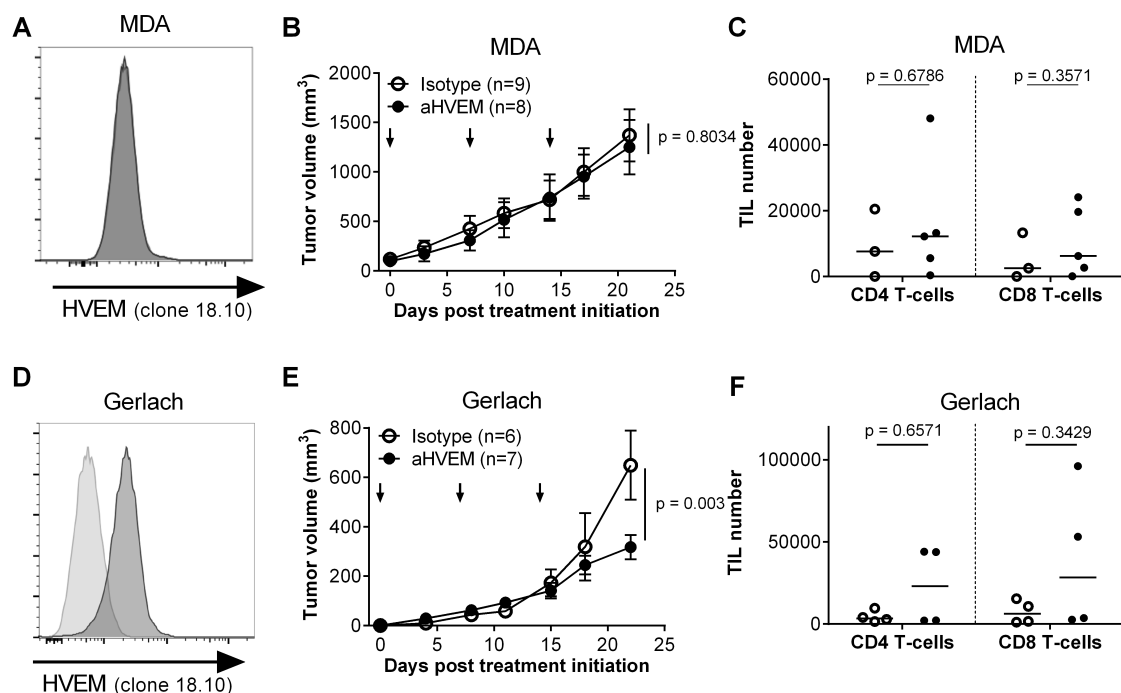 A
MDA
HVEM (clone 18.10)
B
MDA
Isotype (n=9)
aHVEM (n=8)
p = 0.8034
Tumor volume (mm³)
2000
1500
1000
500
0
0 5 10 15 20 25
Days post treatment initiation
C
MDA
p = 0.6786
p = 0.3571
TIL number
60000
40000
20000
0
CD4 T-cells
CD8 T-cells
D
Gerlach
HVEM (clone 18.10)
E
Gerlach
Isotype (n=6)
aHVEM (n=7)
p = 0.003
Tumor volume (mm³)
800
600
400
200
0
0 5 10 15 20 25
Days post treatment initiation
F
Gerlach
p = 0.6571
p = 0.3429
TIL number
100000
50000
0
CD4 T-cells
CD8 T-cells